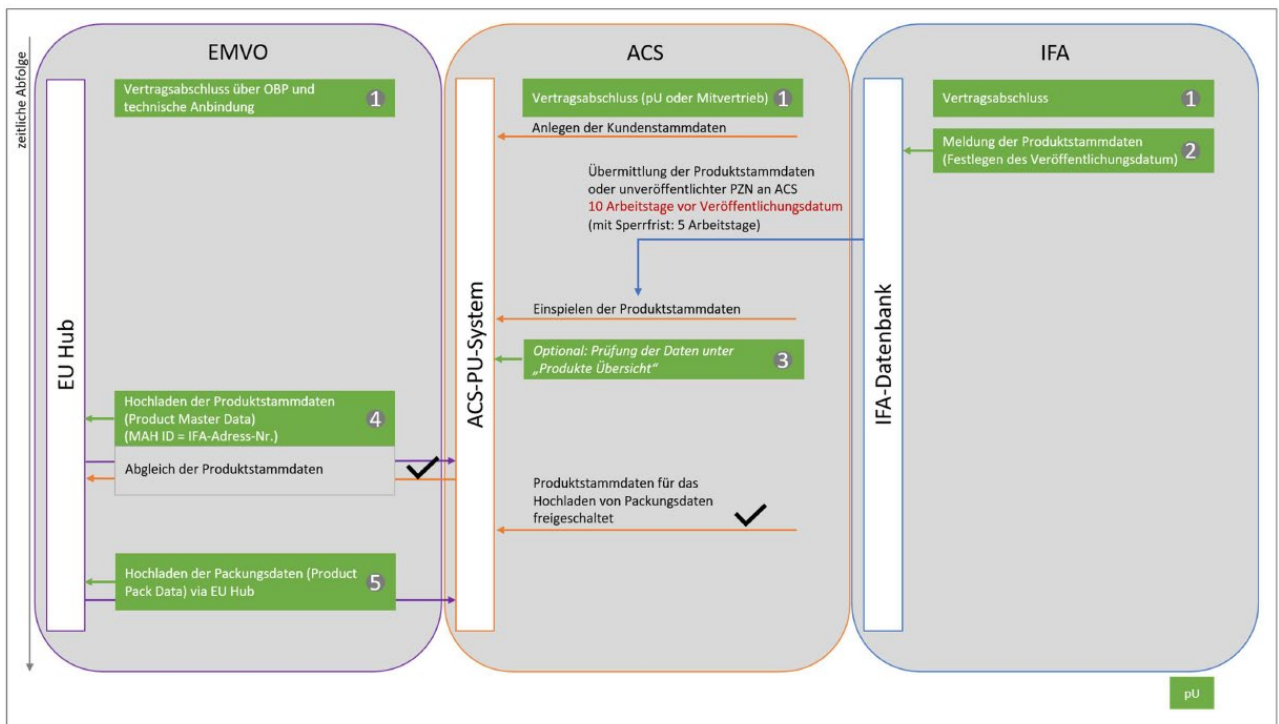 zeitliche Abfolge
EMVO
ACS
IFA
EU Hub
Vertragsabschluss über OBP und
technische Anbindung
1
Vertragsabschluss (pU oder Mitvertrieb)
1
Vertragsabschluss
1
Anlegen der Kundenstammdaten
Meldung der Produktstammdaten
(Festlegen des Veröffentlichungsdatum)
2
Übermittlung der Produktstammdaten
oder unveröffentlichter PZN an ACS
10 Arbeitstage vor Veröffentlichungsdatum
(mit Sperrfrist: 5 Arbeitstage)
ACS-PU-System
IFA-Datenbank
Einspielen der Produktstammdaten
Optional: Prüfung der Daten unter
„Produkte Übersicht“
3
Hochladen der Produktstammdaten
(Product Master Data)
(MAH ID = IFA-Adress-Nr.)
4
Abgleich der Produktstammdaten
Produktstammdaten für das
Hochladen von Packungsdaten
freigeschaltet
Hochladen der Packungsdaten (Product
Pack Data) via EU Hub
5
pU